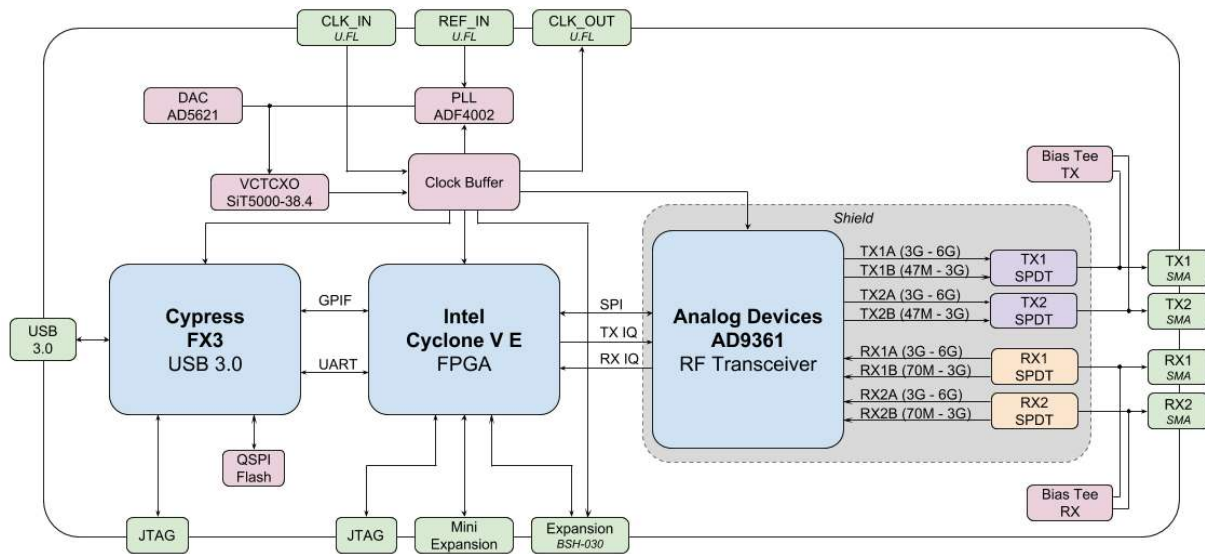 CLK_IN
U.FL
REF_IN
U.FL
CLK_OUT
U.FL
DAC
AD5621
PLL
ADF4002
VCTCXO
SiT5000-38.4
Clock Buffer
Bias Tee
TX
Shield
Cypress
FX3
USB 3.0
GPIF
UART
Intel
Cyclone V E
FPGA
SPI
TX IQ
RX IQ
Analog Devices
AD9361
RF Transceiver
TX1A (3G - 6G)
TX1B (47M - 3G)
TX2A (3G - 6G)
TX2B (47M - 3G)
RX1A (3G - 6G)
RX1B (70M - 3G)
RX2A (3G - 6G)
RX2B (70M - 3G)
TX1
SPDT
TX2
SPDT
RX1
SPDT
RX2
SPDT
TX1
SMA
TX2
SMA
RX1
SMA
RX2
SMA
USB
3.0
QSPI
Flash
Bias Tee
RX
JTAG
JTAG
Mini
Expansion
Expansion
BSH-030